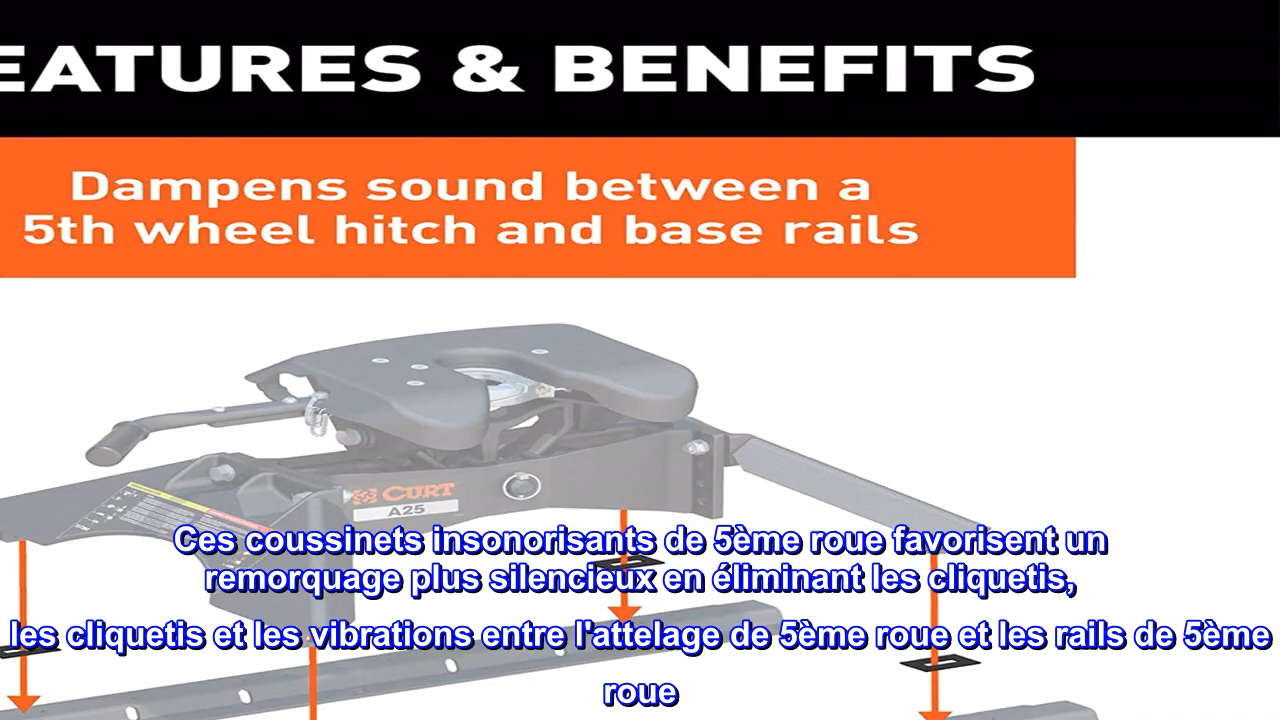 EATURES & BENEFITS
Dampens sound between a
5th wheel hitch and base rails
CURT
A25
Ces coussinets insonorisants de 5ème roue favorisent un
remorquage plus silencieux en éliminant les cliquetis,
les cliquetis et les vibrations entre l'attelage de 5ème roue et les rails de 5ème
roue